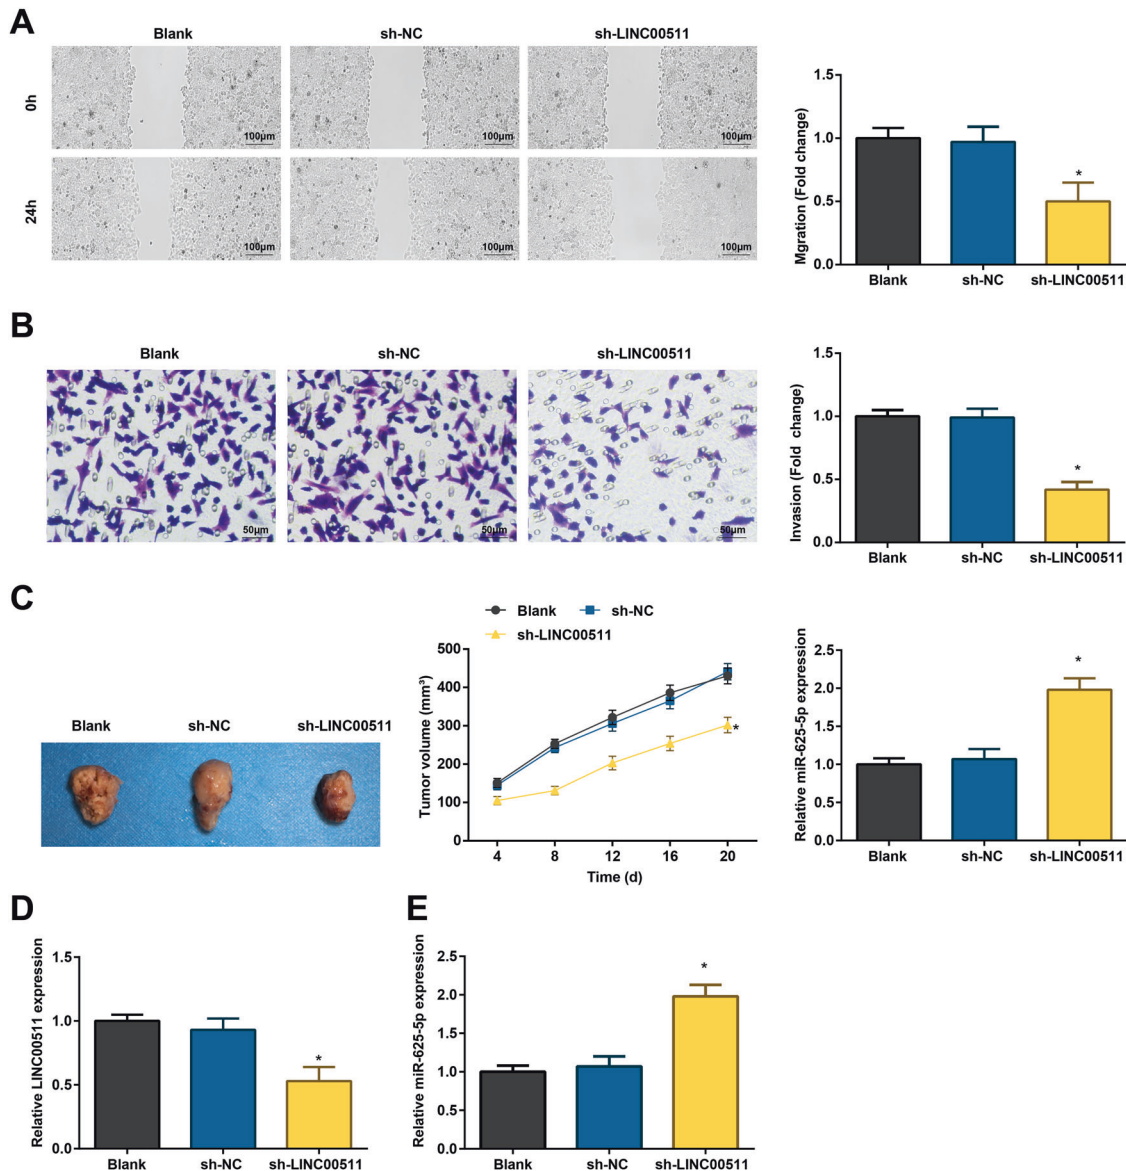 A
Blank
sh-NC
sh-LINC00511
0h
100μm
100μm
100μm
24h
100μm
100μm
100μm
Mgration (Fold change)
1.5
1.0
0.5
0.0
*
Blank
sh-NC
sh-LINC00511
B
Blank
sh-NC
sh-LINC00511
50μm
50μm
50μm
Invasion (Fold change)
1.5
1.0
0.5
0.0
*
Blank
sh-NC
sh-LINC00511
C
Blank
sh-NC
sh-LINC00511
Blank
sh-NC
sh-LINC00511
Tumor volume (mm³)
500
400
300
200
100
0
*
4
8
12
16
20
Time (d)
Relative miR-625-5p expression
2.5
2.0
1.5
1.0
0.5
0.0
*
Blank
sh-NC
sh-LINC00511
D
Relative LINC00511 expression
1.5
1.0
0.5
0.0
*
Blank
sh-NC
sh-LINC00511
E
Relative miR-625-5p expression
2.5
2.0
1.5
1.0
0.5
0.0
*
Blank
sh-NC
sh-LINC00511